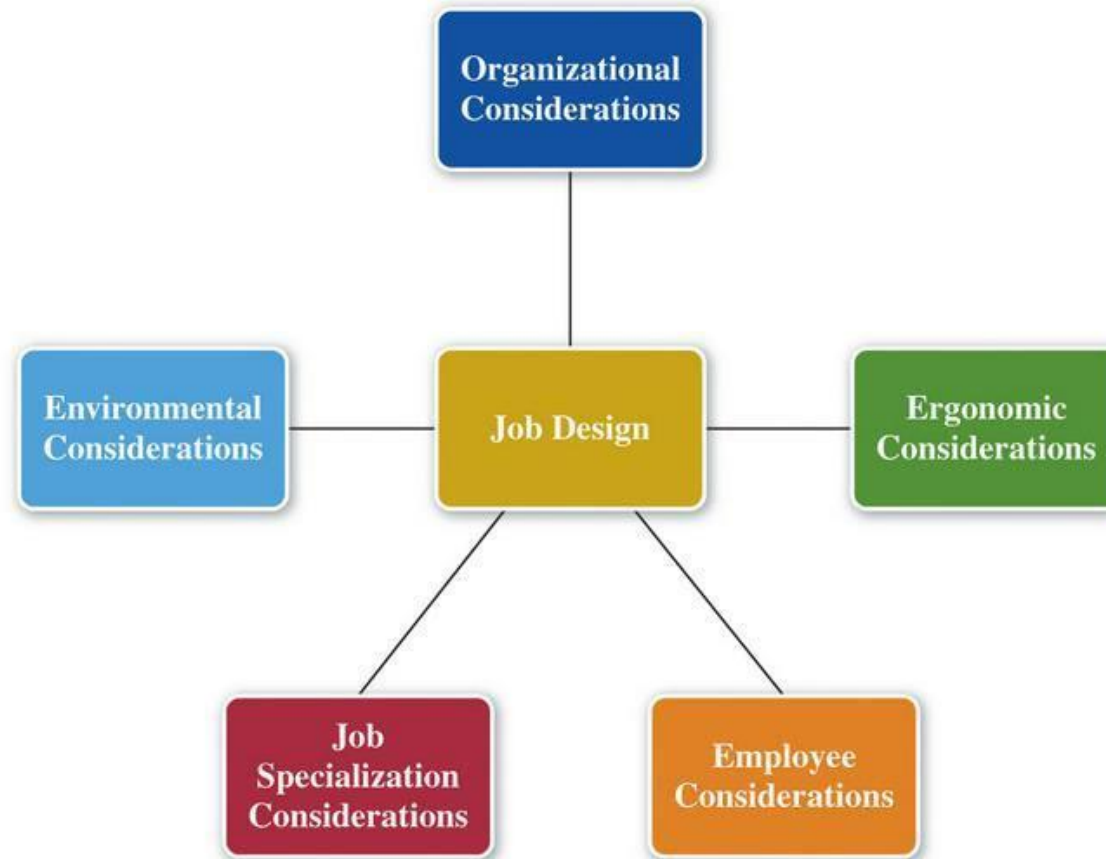 Organizational
Considerations
Environmental
Considerations
Job Design
Ergonomic
Considerations
Job
Specialization
Considerations
Employee
Considerations